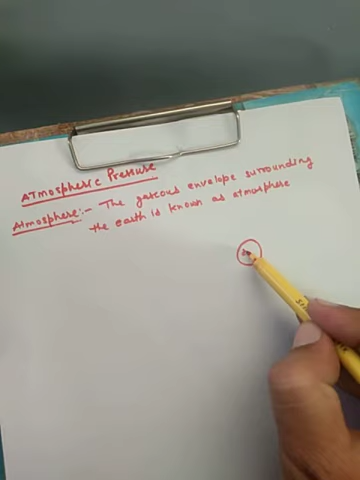 Atmospheric Pressure
Atmosphere:- The gaseous envelope surrounding
the earth is known as atmosphere